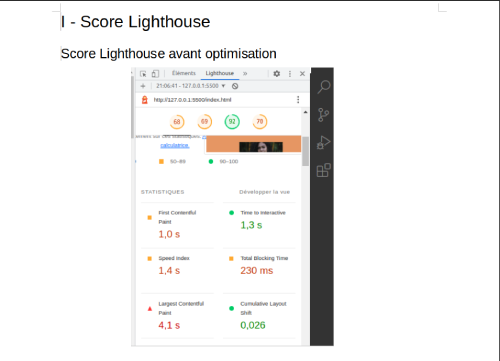 I - Score Lighthouse
Score Lighthouse avant optimisation
Elements Lighthouse »
21:06:41 - 127.0.0.1:5500
http://127.0.0.1:5500/index.html
68 69 92 70
calculatrice.
50–89 90–100
STATISTIQUES Développer la vue
First Contentful Paint
1,0 s
Time to Interactive
1,3 s
Speed Index
1,4 s
Total Blocking Time
230 ms
Largest Contentful Paint
4,1 s
Cumulative Layout Shift
0,026